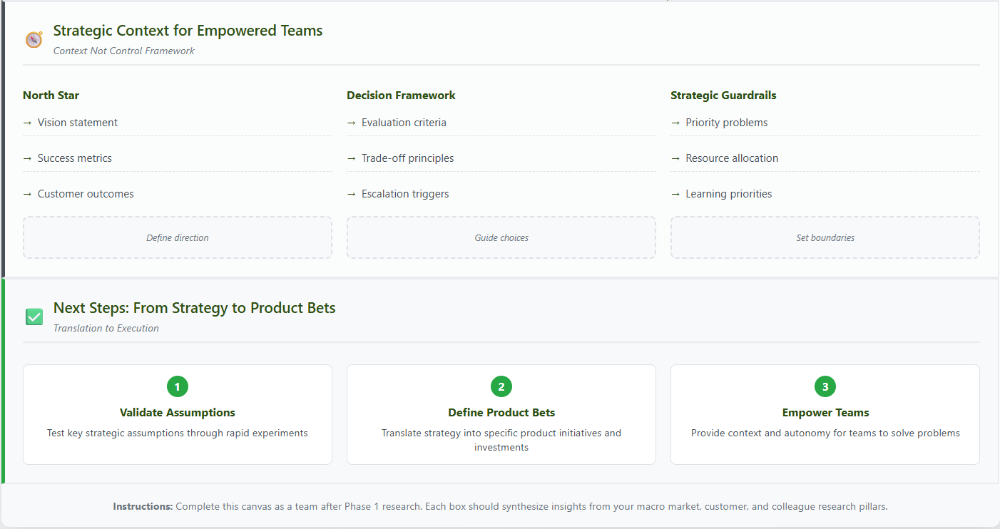 Strategic Context for Empowered Teams
Context Not Control Framework
North Star
→ Vision statement
→ Success metrics
→ Customer outcomes
Define direction
Decision Framework
→ Evaluation criteria
→ Trade-off principles
→ Escalation triggers
Guide choices
Strategic Guardrails
→ Priority problems
→ Resource allocation
→ Learning priorities
Set boundaries
Next Steps: From Strategy to Product Bets
Translation to Execution
1
Validate Assumptions
Test key strategic assumptions through rapid experiments
2
Define Product Bets
Translate strategy into specific product initiatives and
investments
3
Empower Teams
Provide context and autonomy for teams to solve problems
Instructions: Complete this canvas as a team after Phase 1 research. Each box should synthesize insights from your macro market, customer, and colleague research pillars.